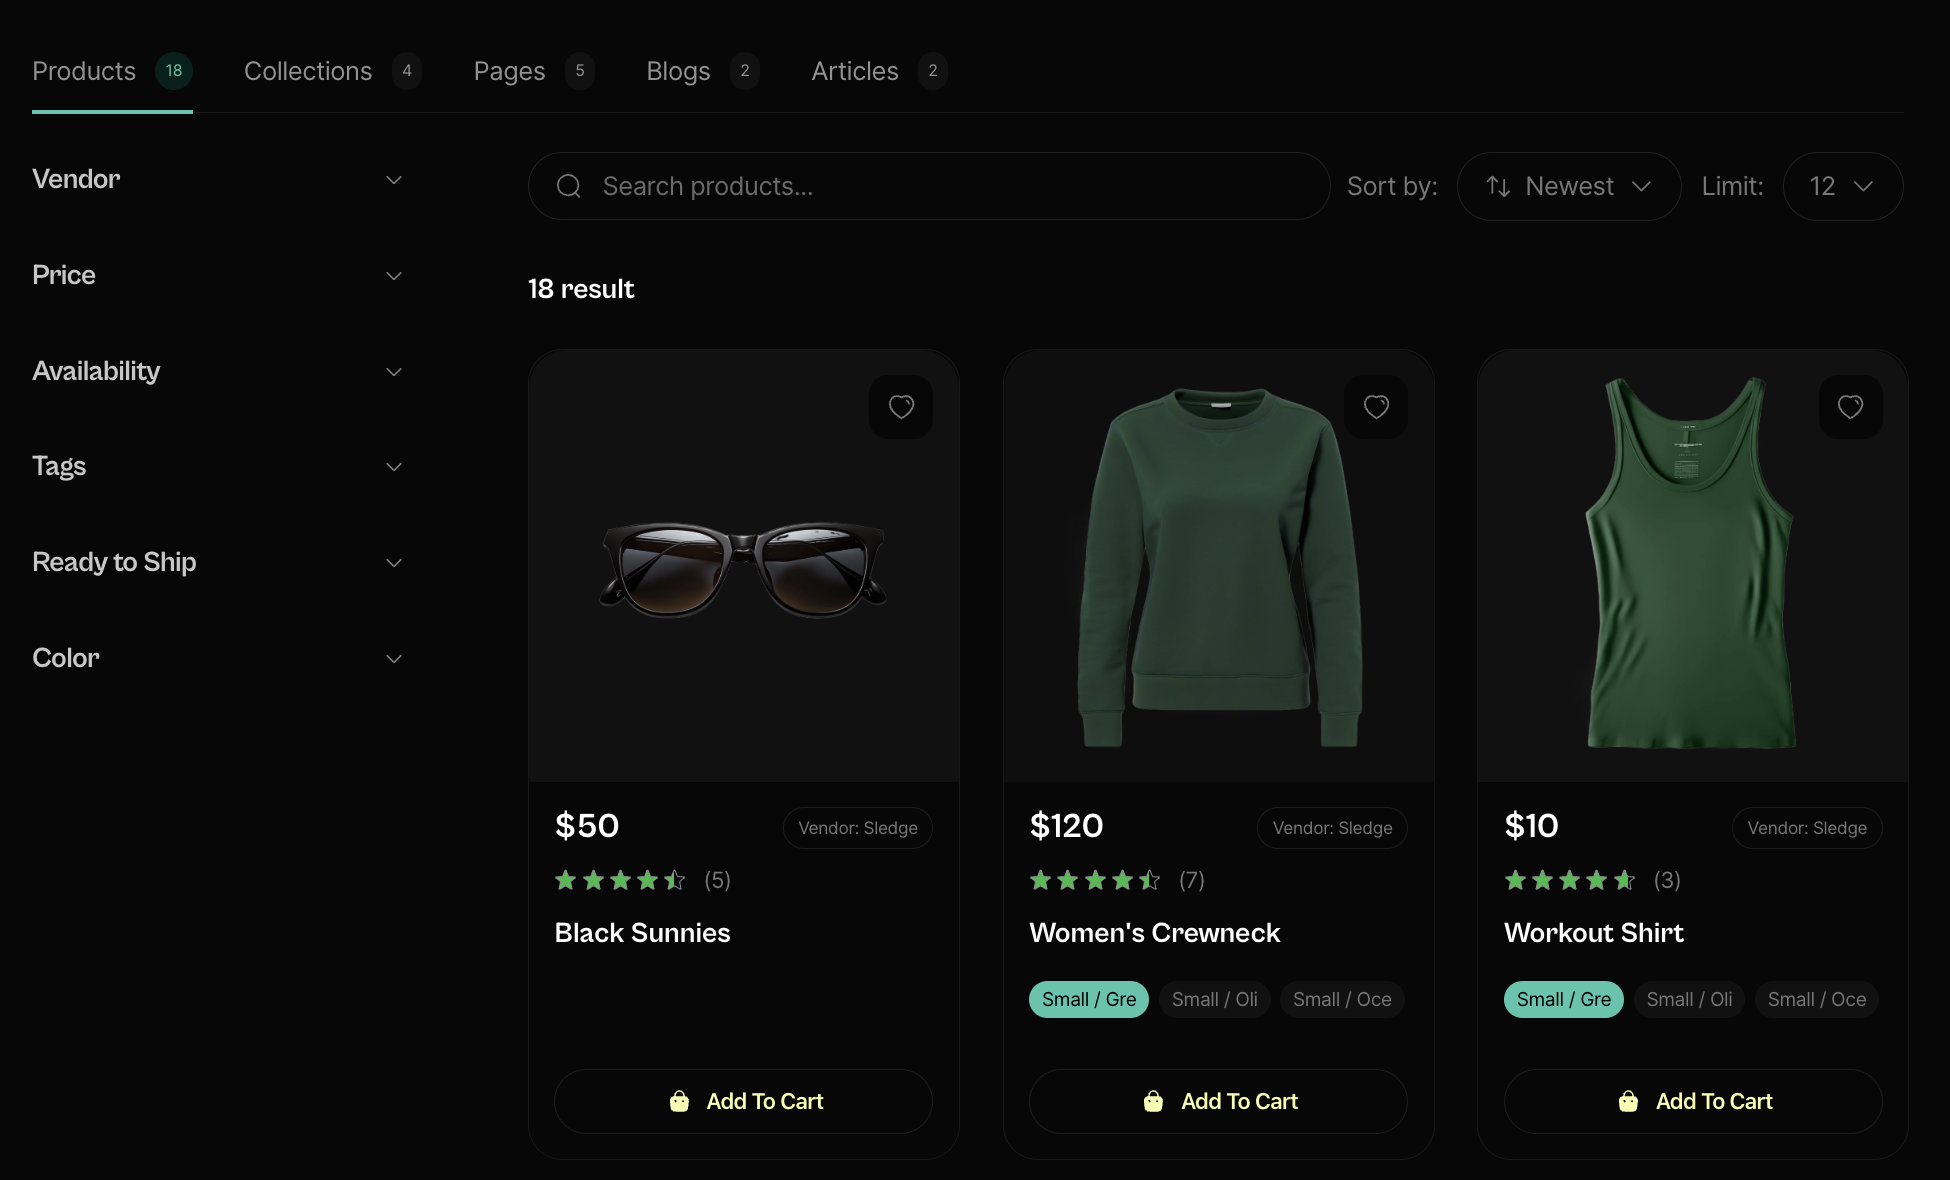 Products 18 Collections 4 Pages 5 Blogs 2 Articles 2
Vendor
Price
Availability
Tags
Ready to Ship
Color
Search products... Sort by: Newest Limit: 12
18 result
$50 Vendor: Sledge
(5)
Black Sunnies
Add To Cart
$120 Vendor: Sledge
(7)
Women's Crewneck
Small / Gre Small / Oli Small / Oce
Add To Cart
$10 Vendor: Sledge
(3)
Workout Shirt
Small / Gre Small / Oli Small / Oce
Add To Cart